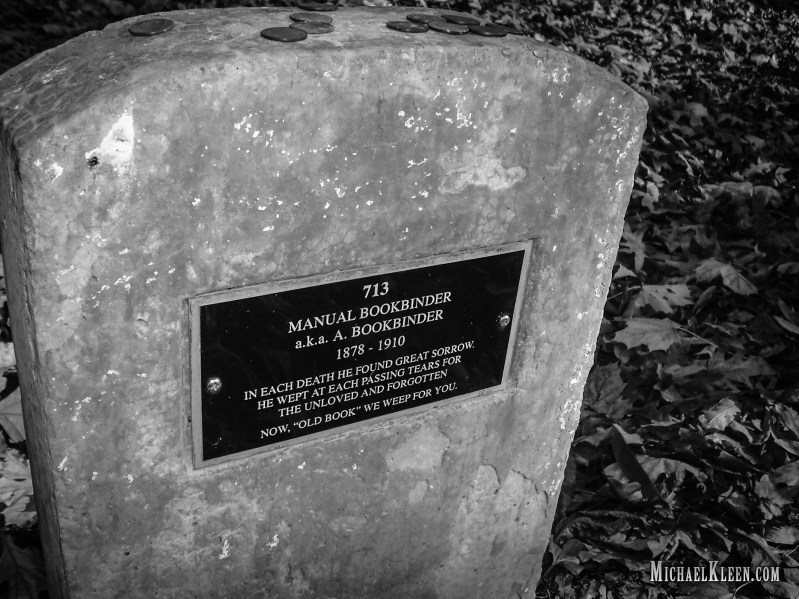 713
MANUAL BOOKBINDER
a.k.a. A. BOOKBINDER
1878 - 1910
IN EACH DEATH HE FOUND GREAT SORROW.
HE WEPT AT EACH PASSING TEARS FOR
THE UNLOVED AND FORGOTTEN
NOW, "OLD BOOK" WE WEEP FOR YOU.
MICHAELKLEEN.COM